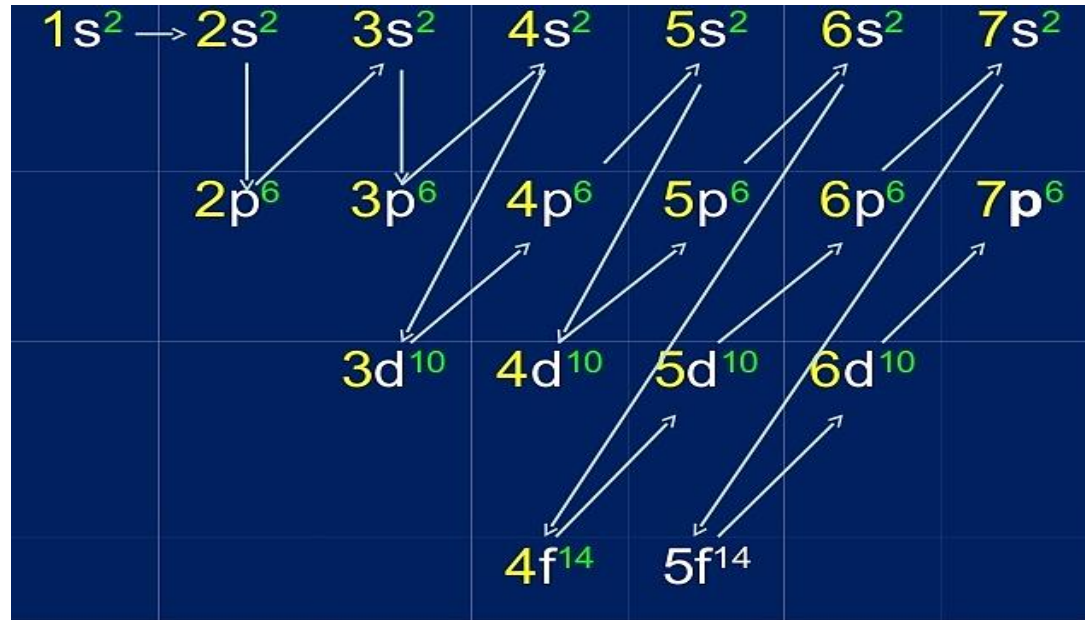 1s² 2s² 3s² 4s² 5s² 6s² 7s²
2p⁶ 3p⁶ 4p⁶ 5p⁶ 6p⁶ 7p⁶
3d¹⁰ 4d¹⁰ 5d¹⁰ 6d¹⁰
4f¹⁴ 5f¹⁴